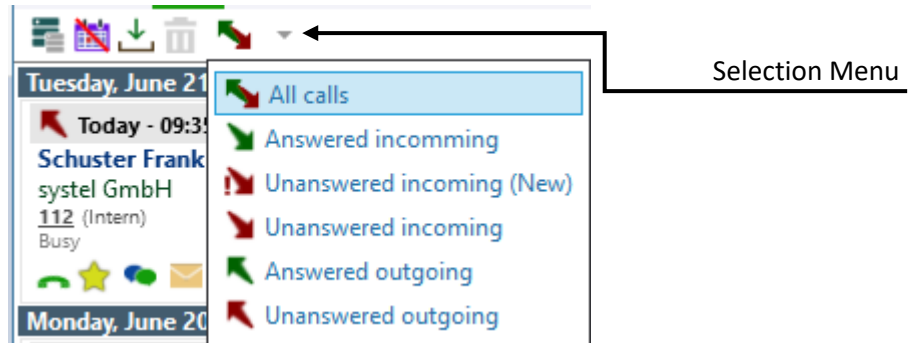 Selection Menu
Tuesday, June 21
All calls
Today - 09:35
Answered incomming
Schuster Frank
Unanswered incoming (New)
systel GmbH
112 (Intern)
Unanswered incoming
Busy
Answered outgoing
Unanswered outgoing
Monday, June 20